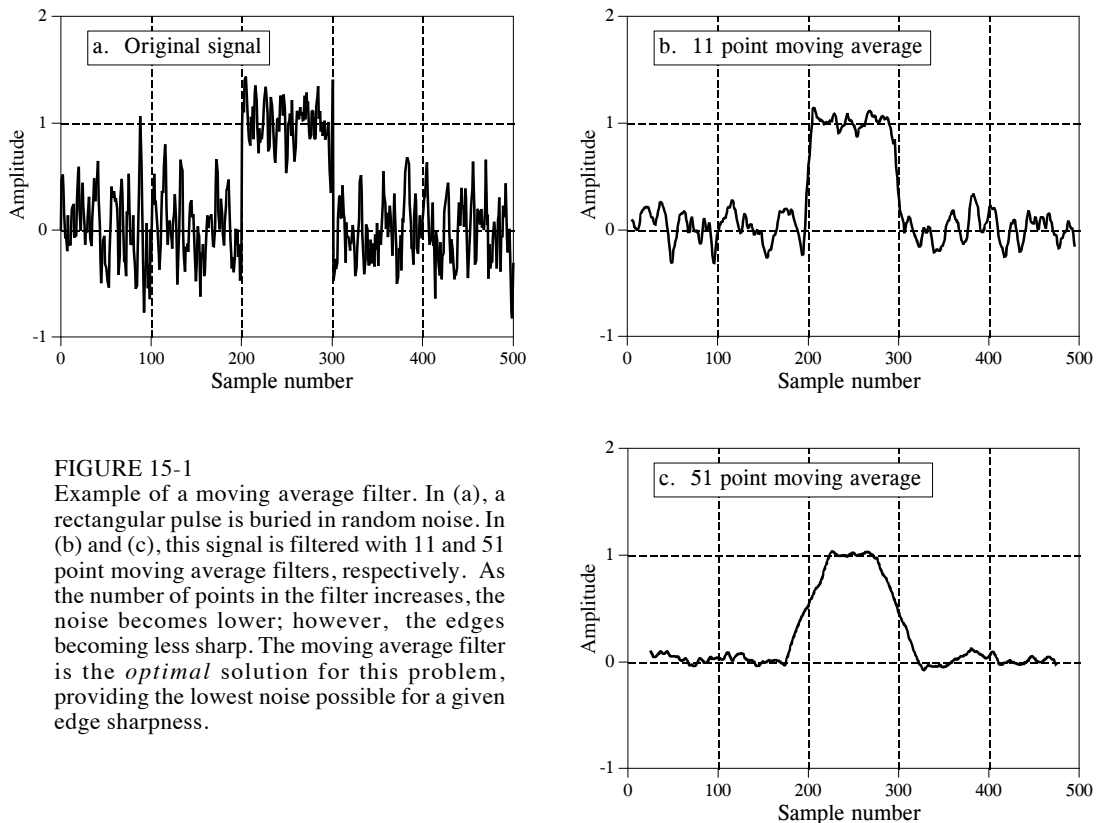 2
1
0
-1
Amplitude
a. Original signal
0 100 200 300 400 500
Sample number
2
1
0
-1
Amplitude
b. 11 point moving average
0 100 200 300 400 500
Sample number
FIGURE 15-1
Example of a moving average filter. In (a), a
rectangular pulse is buried in random noise. In
(b) and (c), this signal is filtered with 11 and 51
point moving average filters, respectively. As
the number of points in the filter increases, the
noise becomes lower; however, the edges
becoming less sharp. The moving average filter
is the optimal solution for this problem,
providing the lowest noise possible for a given
edge sharpness.
2
1
0
-1
Amplitude
c. 51 point moving average
0 100 200 300 400 500
Sample number